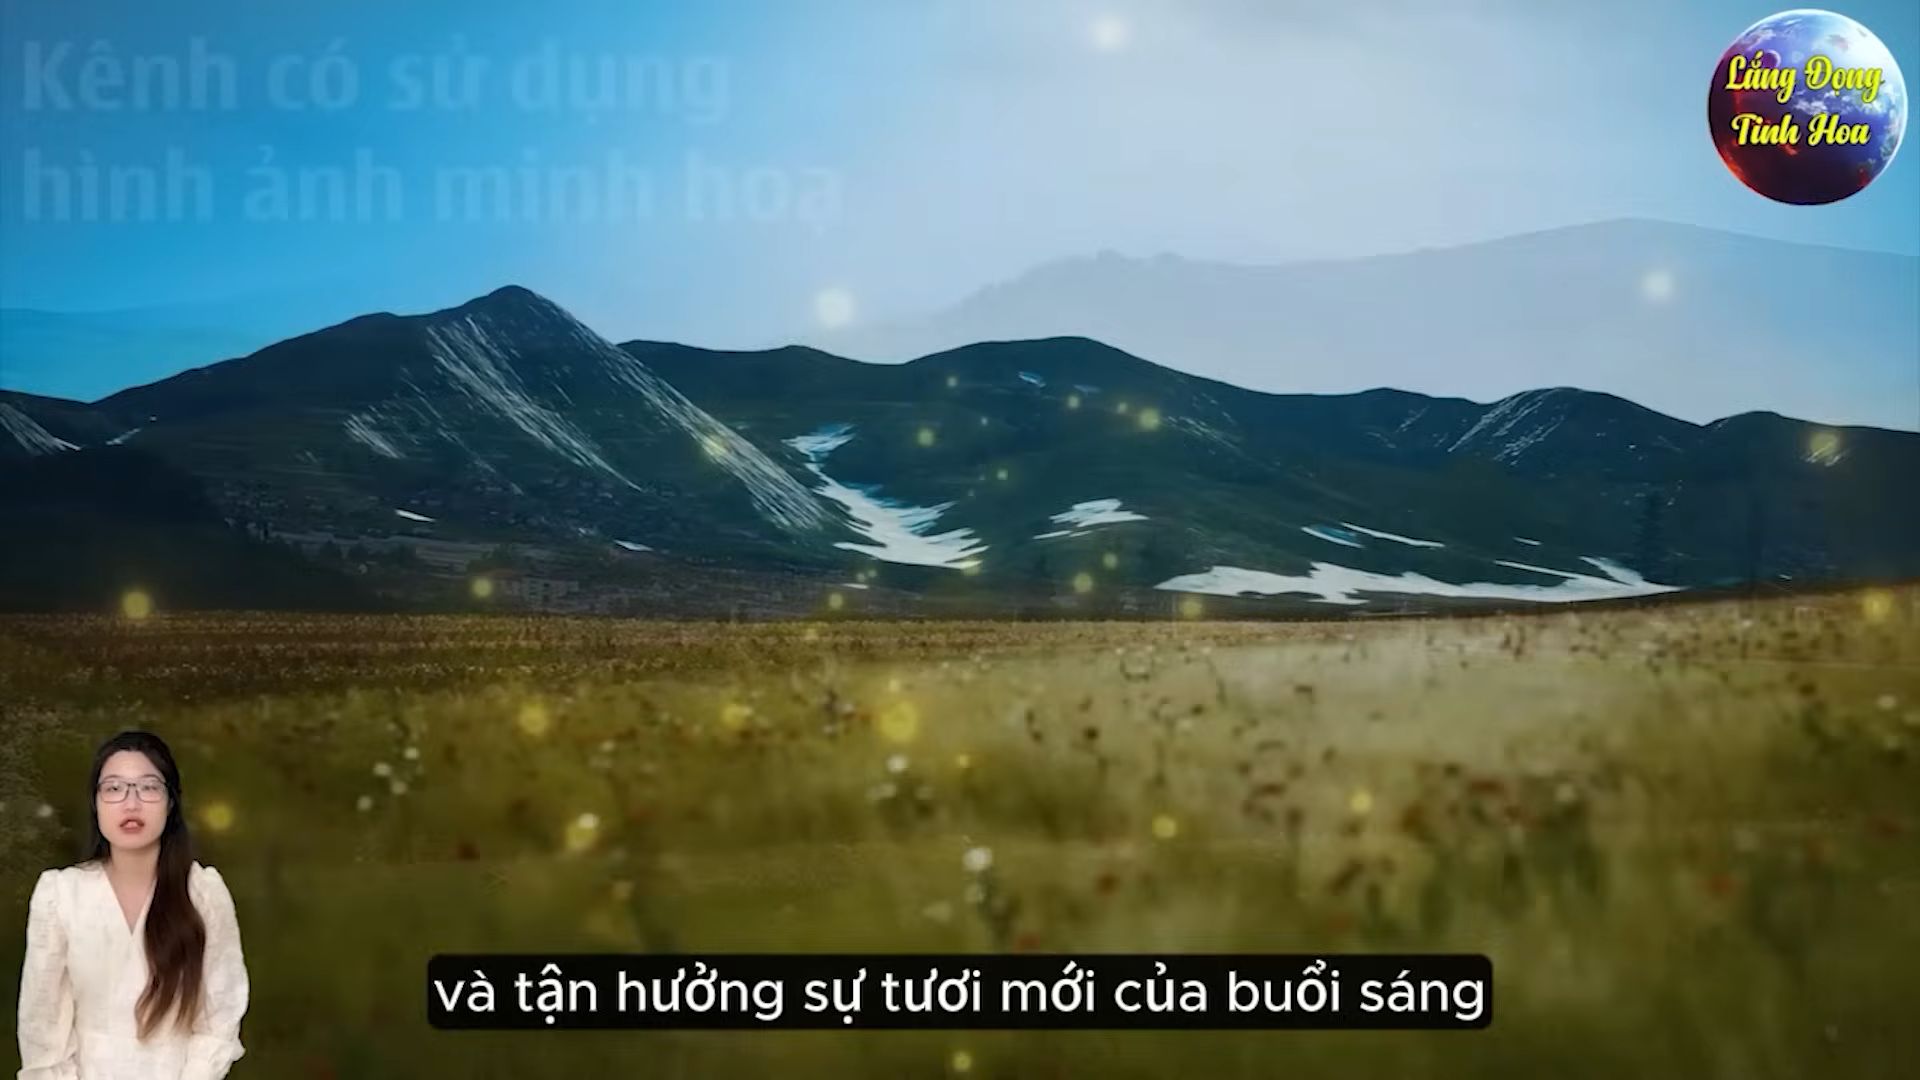 Kênh có sử dụng
hình ảnh minh hoạ
Lắng Đọng
Tinh Hoa
và tận hưởng sự tươi mới của buổi sáng